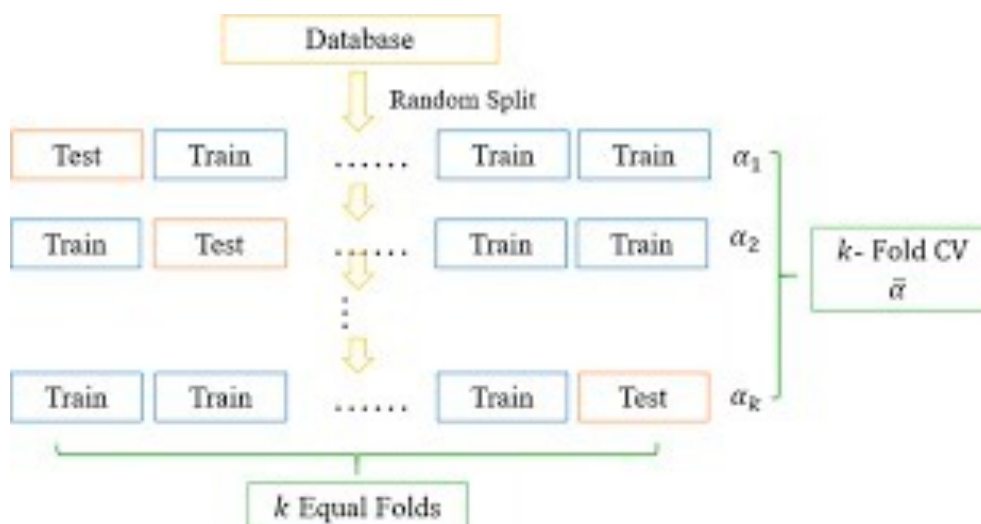 Database
Random Split
Test Train ...... Train Train α₁
Train Test ...... Train Train α₂
k- Fold CV
ᾱ
Train Train ...... Train Test αₖ
k Equal Folds